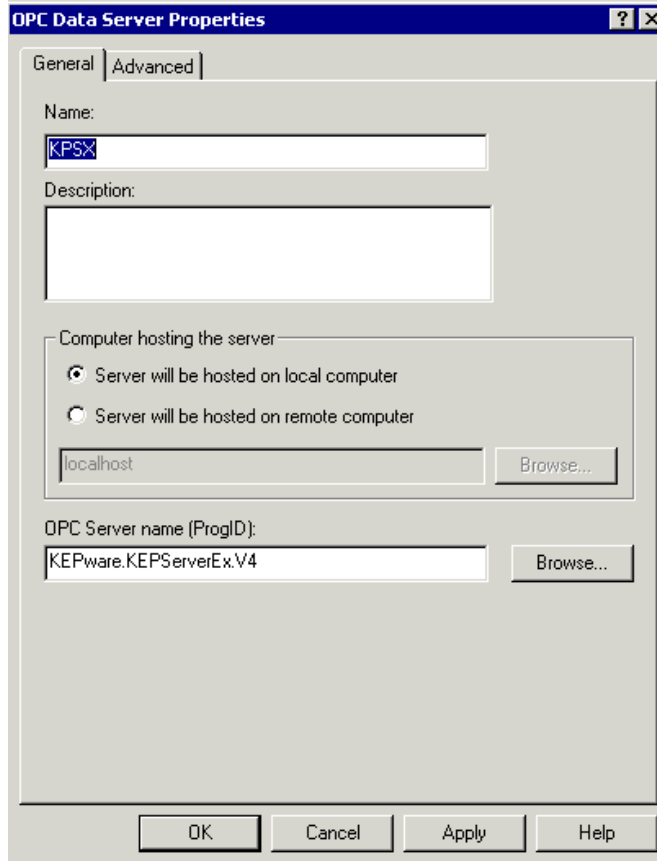 OPC Data Server Properties
General Advanced
Name:
KPSX
Description:
Computer hosting the server
Server will be hosted on local computer
Server will be hosted on remote computer
localhost Browse...
OPC Server name (ProgID):
KEPware.KEPServerEx.V4 Browse...
OK Cancel Apply Help